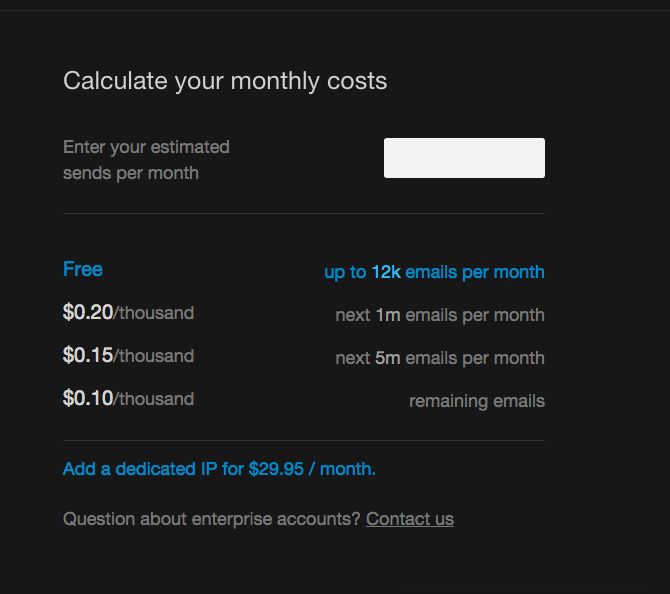 Calculate your monthly costs
Enter your estimated
sends per month
Free up to 12k emails per month
$0.20/thousand next 1m emails per month
$0.15/thousand next 5m emails per month
$0.10/thousand remaining emails
Add a dedicated IP for $29.95 / month.
Question about enterprise accounts? Contact us